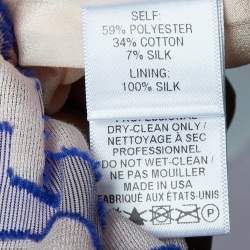 SELF:
59% POLYESTER
34% COTTON
7% SILK
LINING:
100% SILK
PROFESSIONAL
DRY-CLEAN ONLY /
NETTOYAGE À SEC
PROFESSIONNEL
DO NOT WET-CLEAN /
NE PAS MOUILLER
MADE IN USA /
FABRIQUÉ AUX ÉTATS-UNIS
P